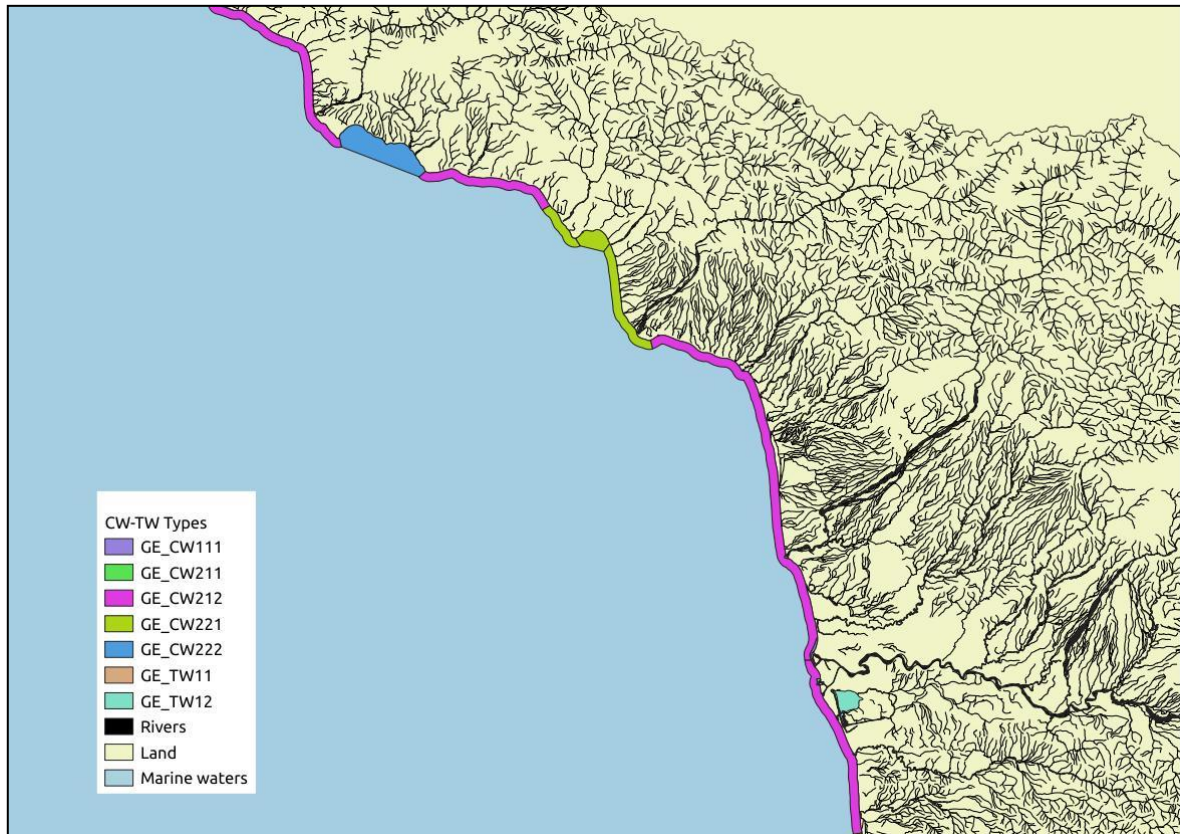 CW-TW Types
GE_CW111
GE_CW211
GE_CW212
GE_CW221
GE_CW222
GE_TW11
GE_TW12
Rivers
Land
Marine waters